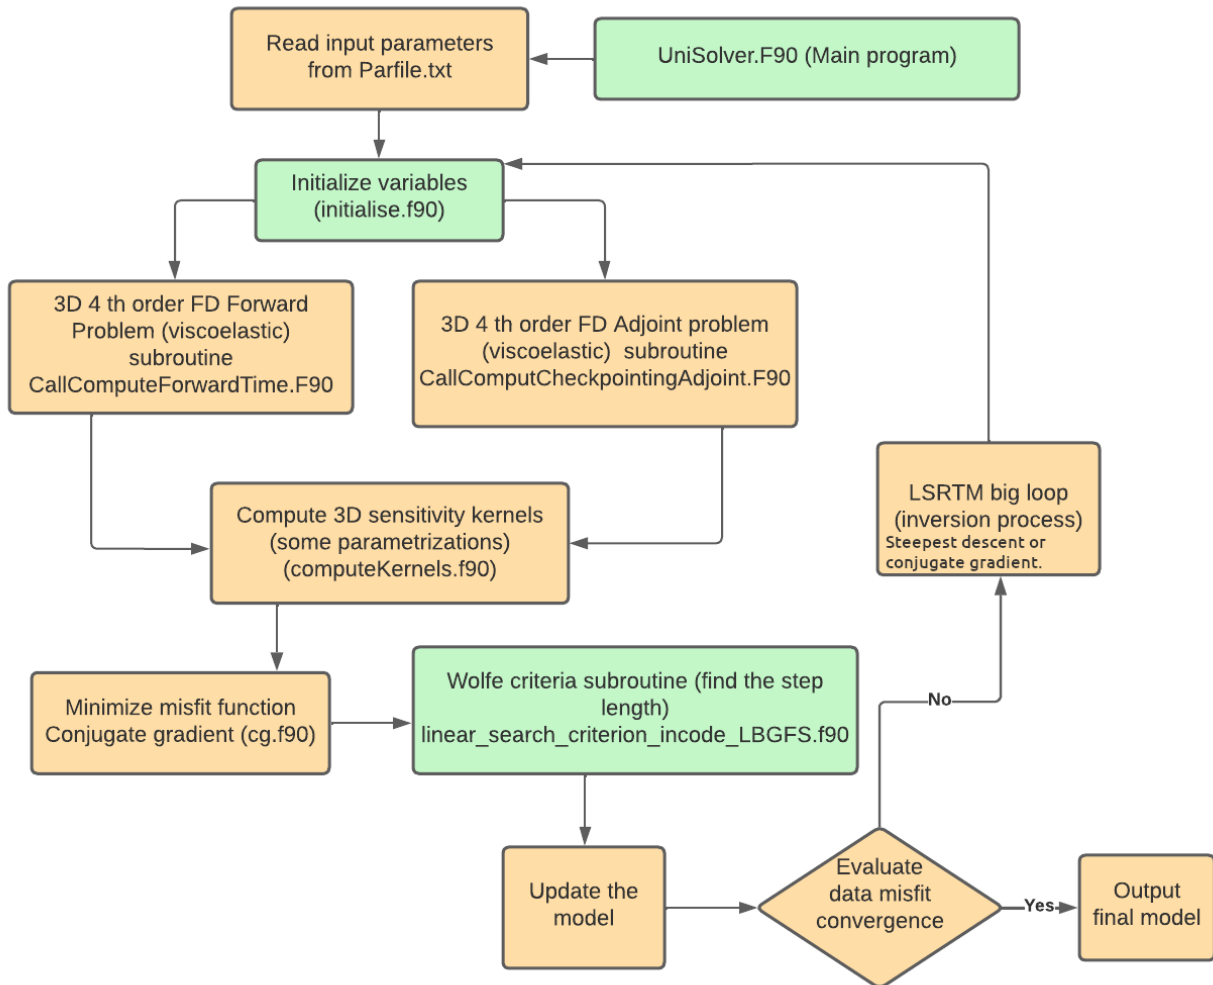 Read input parameters
from Parfile.txt
UniSolver.F90 (Main program)
Initialize variables
(initialise.f90)
3D 4 th order FD Forward
Problem (viscoelastic)
subroutine
CallComputeForwardTime.F90
3D 4 th order FD Adjoint problem
(viscoelastic) subroutine
CallComputCheckpointingAdjoint.F90
LSRTM big loop
(inversion process)
Steepest descent or
conjugate gradient.
Compute 3D sensitivity kernels
(some parametrizations)
(computeKernels.f90)
Minimize misfit function
Conjugate gradient (cg.f90)
Wolfe criteria subroutine (find the step
length)
linear_search_criterion_incode_LBGFS.f90
No
Update the
model
Evaluate
data misfit
convergence
Yes
Output
final model